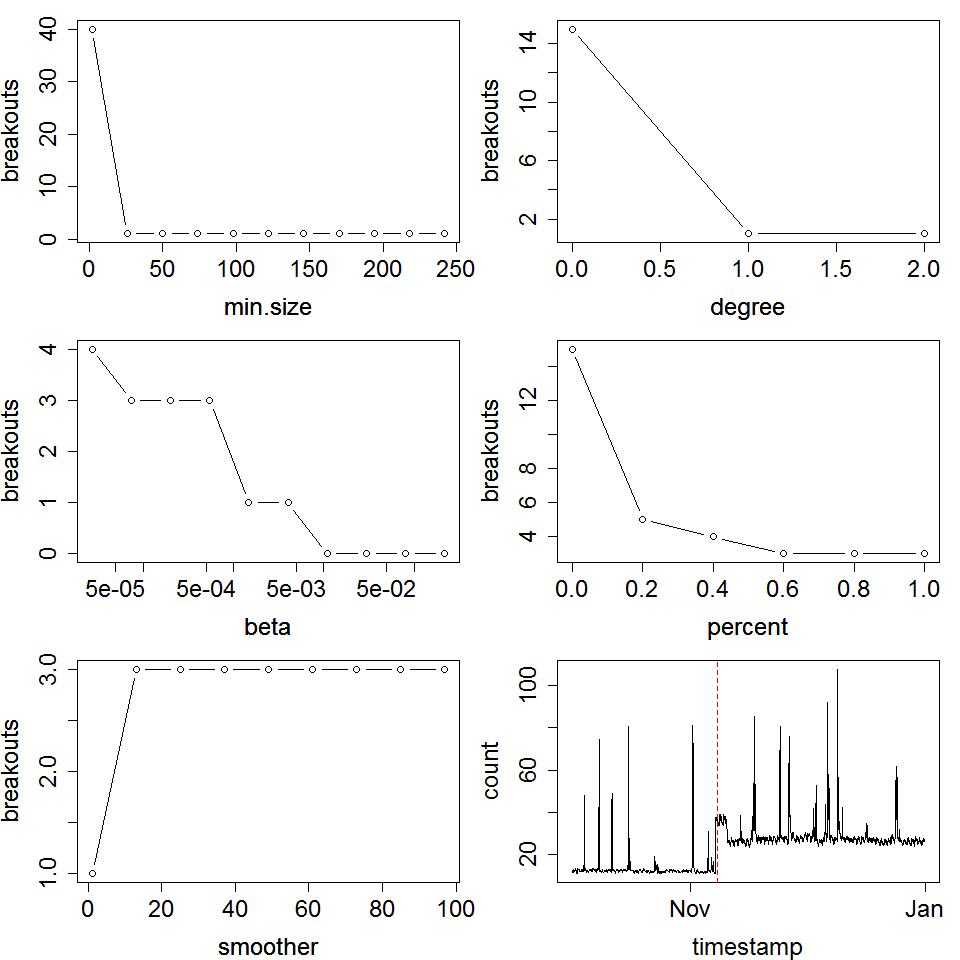 breakouts
0 10 20 30 40
0 50 100 150 200 250
min.size
breakouts
2 6 10 14
0.0 0.5 1.0 1.5 2.0
degree
breakouts
0 1 2 3 4
5e-05 5e-04 5e-03 5e-02
beta
breakouts
4 6 8 12
0.0 0.2 0.4 0.6 0.8 1.0
percent
breakouts
1.0 2.0 3.0
0 20 40 60 80 100
smoother
count
20 60 100
Nov Jan
timestamp